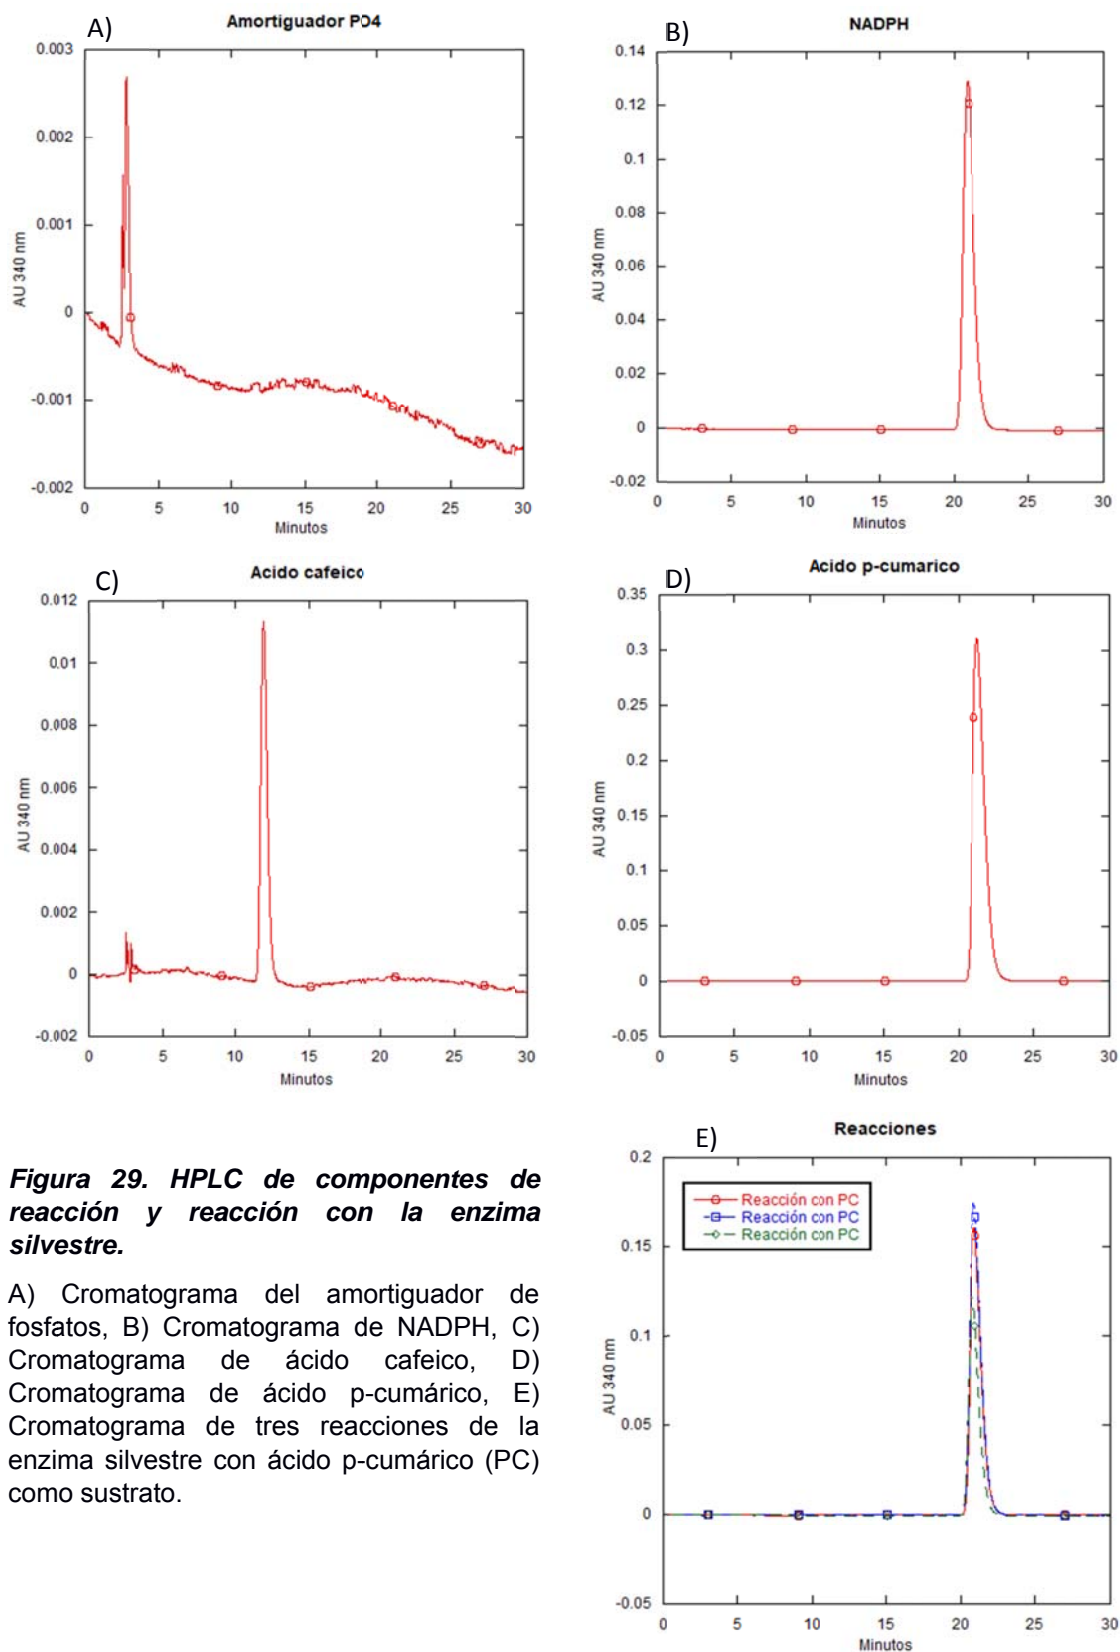 A)
Amortiguador PO4
0.003
0.002
0.001
0
-0.001
-0.002
AU 340 nm
0 5 10 15 20 25 30
Minutos
B)
NADPH
0.14
0.12
0.1
0.08
0.06
0.04
0.02
0
-0.02
AU 340 nm
0 5 10 15 20 25 30
Minutos
C)
Acido cafeico
0.012
0.01
0.008
0.006
0.004
0.002
0
-0.002
AU 340 nm
0 5 10 15 20 25 30
Minutos
D)
Acido p-cumarico
0.35
0.3
0.25
0.2
0.15
0.1
0.05
0
-0.05
AU 340 nm
0 5 10 15 20 25 30
Minutos
Figura 29. HPLC de componentes de
reacción y reacción con la enzima
silvestre.
A) Cromatograma del amortiguador de
fosfatos, B) Cromatograma de NADPH, C)
Cromatograma de ácido cafeico, D)
Cromatograma de ácido p-cumárico, E)
Cromatograma de tres reacciones de la
enzima silvestre con ácido p-cumárico (PC)
como sustrato.
E)
Reacciones
0.2
0.15
0.1
0.05
0
-0.05
AU 340 nm
Reacción con PC
Reacción con PC
Reacción con PC
0 5 10 15 20 25 30
Minutos